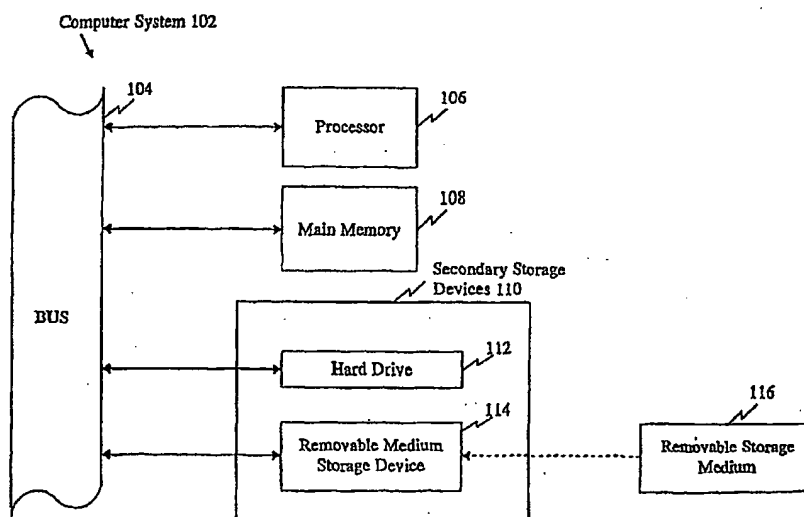 Computer System 102
104
106
Processor
108
Main Memory
Secondary Storage
Devices 110
BUS
112
Hard Drive
114
116
Removable Medium
Storage Device
Removable Storage
Medium